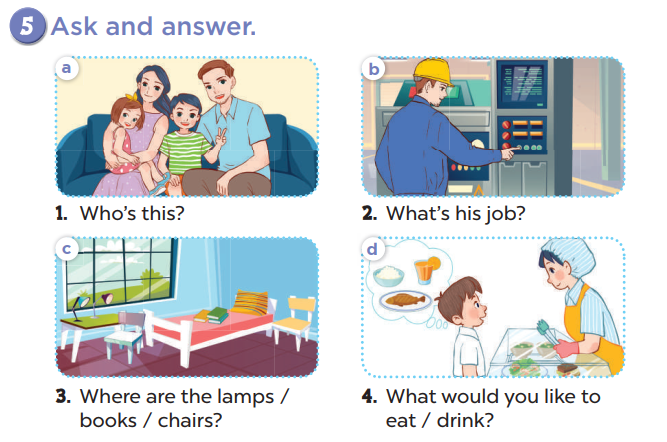 5 Ask and answer.
a
b
1. Who's this?
2. What's his job?
c
d
3. Where are the lamps /
books / chairs?
4. What would you like to
eat / drink?